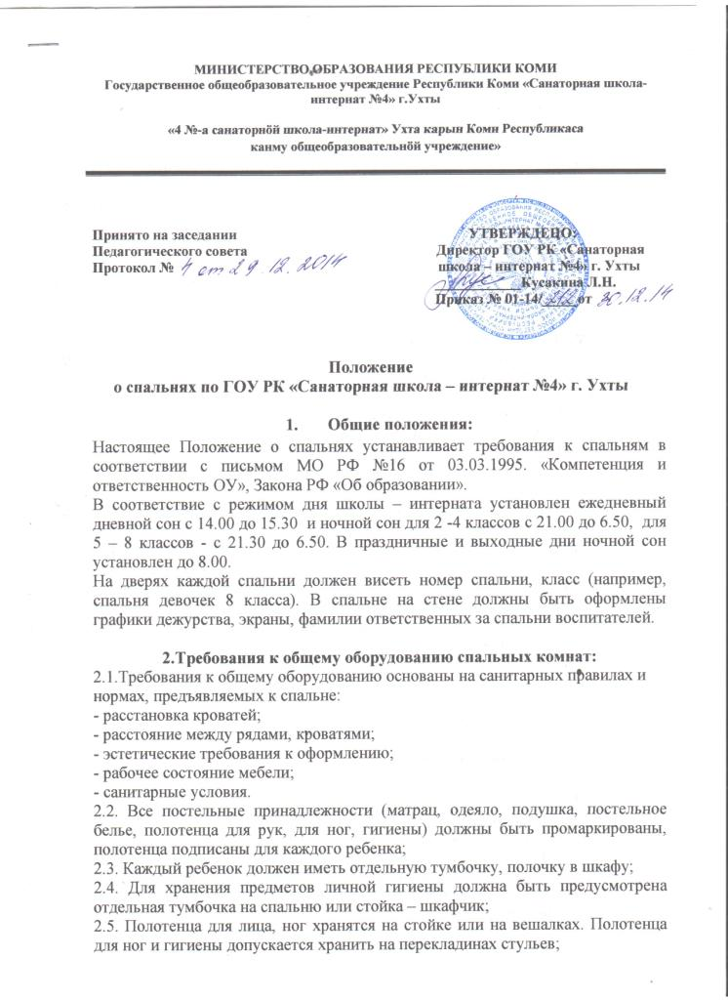 МИНИСТЕРСТВО ОБРАЗОВАНИЯ РЕСПУБЛИКИ КОМИ
Государственное общеобразовательное учреждение Республики Коми «Санаторная школа-
интернат №4» г.Ухты
«4 №-а санаторнӧй школа-интернат» Ухта карын Коми Республикаса
канму общеобразовательнӧй учреждение»
Принято на заседании
Педагогического совета
Протокол № 4 от 29.12.2014
УТВЕРЖДЕНО:
Директор ГОУ РК «Санаторная
школа – интернат №4» г. Ухты
Кусакина Л.Н.
Приказ № 01-14/ 212 от 30.12.14
Положение
о спальнях по ГОУ РК «Санаторная школа – интернат №4» г. Ухты
1. Общие положения:
Настоящее Положение о спальнях устанавливает требования к спальням в
соответствии с письмом МО РФ №16 от 03.03.1995. «Компетенция и
ответственность ОУ», Закона РФ «Об образовании».
В соответствие с режимом дня школы – интерната установлен ежедневный
дневной сон с 14.00 до 15.30 и ночной сон для 2 -4 классов с 21.00 до 6.50, для
5 – 8 классов - с 21.30 до 6.50. В праздничные и выходные дни ночной сон
установлен до 8.00.
На дверях каждой спальни должен висеть номер спальни, класс (например,
спальня девочек 8 класса). В спальне на стене должны быть оформлены
графики дежурства, экраны, фамилии ответственных за спальни воспитателей.
2.Требования к общему оборудованию спальных комнат:
2.1.Требования к общему оборудованию основаны на санитарных правилах и
нормах, предъявляемых к спальне:
- расстановка кроватей;
- расстояние между рядами, кроватями;
- эстетические требования к оформлению;
- рабочее состояние мебели;
- санитарные условия.
2.2. Все постельные принадлежности (матрац, одеяло, подушка, постельное
белье, полотенца для рук, для ног, гигиены) должны быть промаркированы,
полотенца подписаны для каждого ребенка;
2.3. Каждый ребенок должен иметь отдельную тумбочку, полочку в шкафу;
2.4. Для хранения предметов личной гигиены должна быть предусмотрена
отдельная тумбочка на спальню или стойка – шкафчик;
2.5. Полотенца для лица, ног хранятся на стойке или на вешалках. Полотенца
для ног и гигиены допускается хранить на перекладинах стульев;